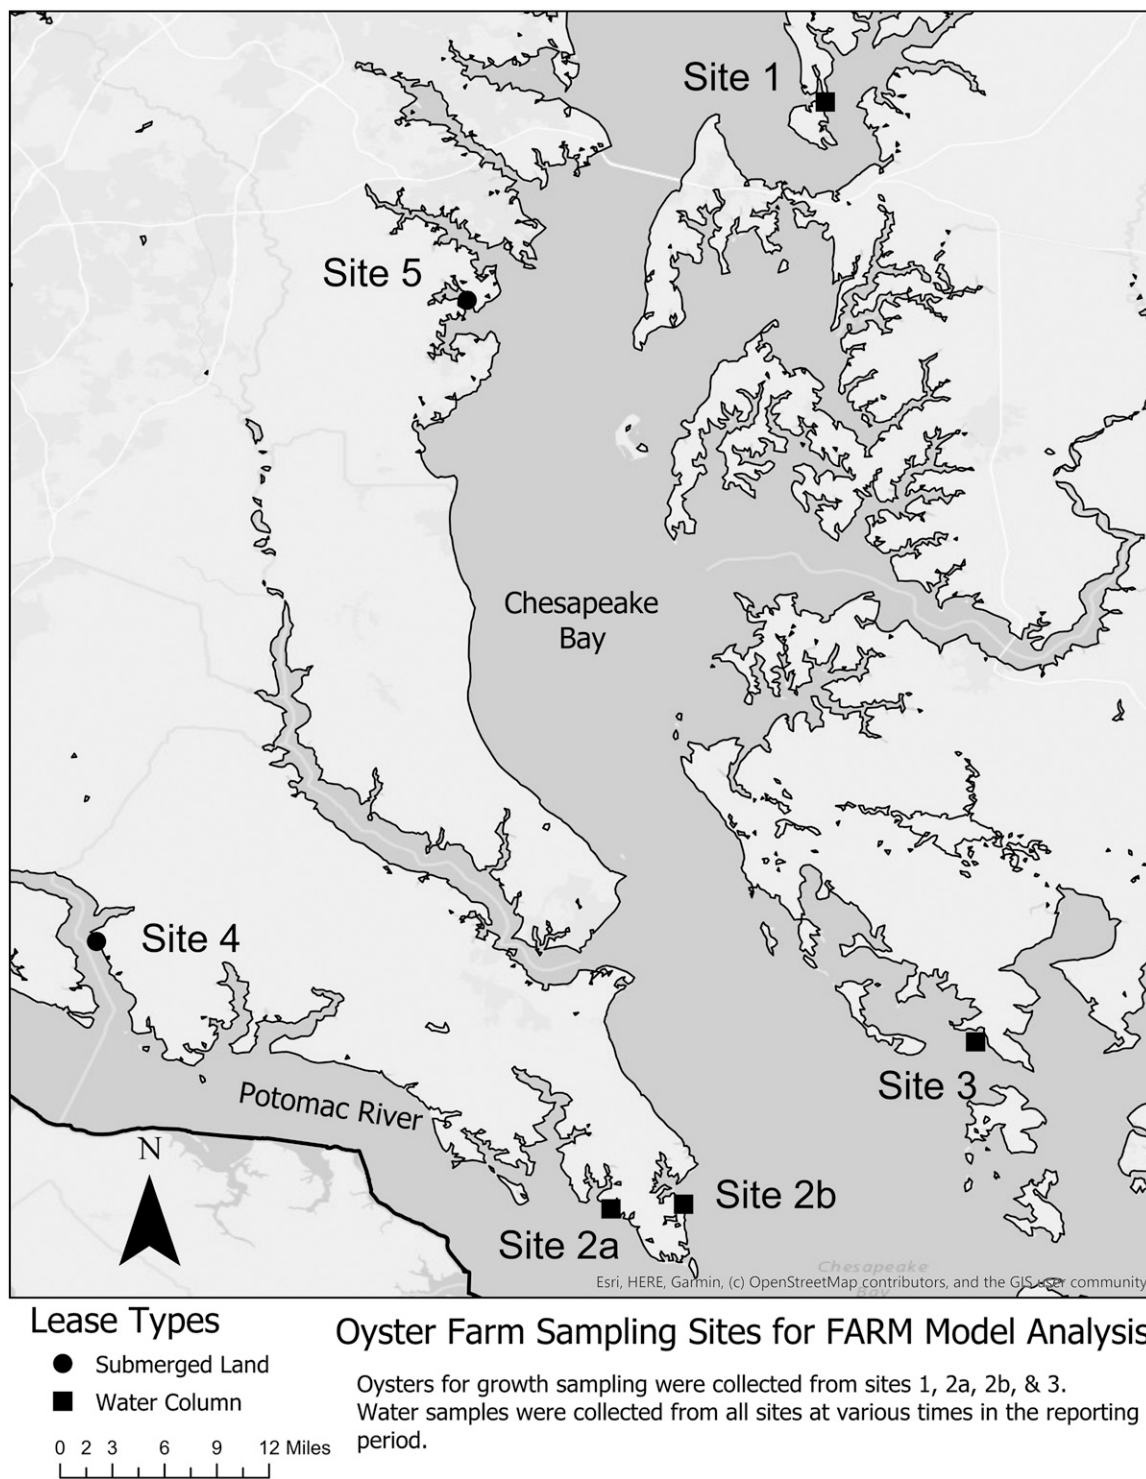 Site 1
Site 5
Chesapeake
Bay
Site 4
Site 3
Potomac River
N
Site 2b
Site 2a
Chesapeake
Bay
Esri, HERE, Garmin, (c) OpenStreetMap contributors, and the GIS user community
Lease Types
Submerged Land
Water Column
0 2 3 6 9 12 Miles
Oyster Farm Sampling Sites for FARM Model Analysis
Oysters for growth sampling were collected from sites 1, 2a, 2b, & 3.
Water samples were collected from all sites at various times in the reporting
period.